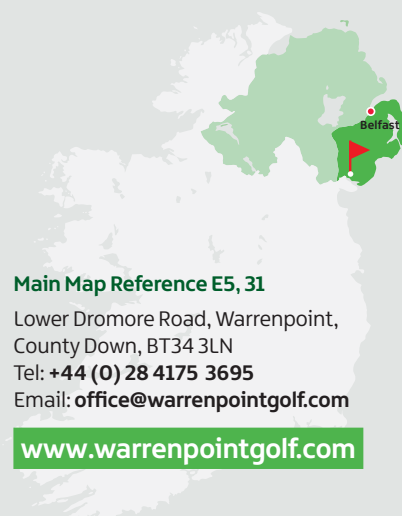 Belfast
Main Map Reference E5, 31
Lower Dromore Road, Warrenpoint,
County Down, BT34 3LN
Tel: +44 (0) 28 4175 3695
Email: office@warrenpointgolf.com
www.warrenpointgolf.com